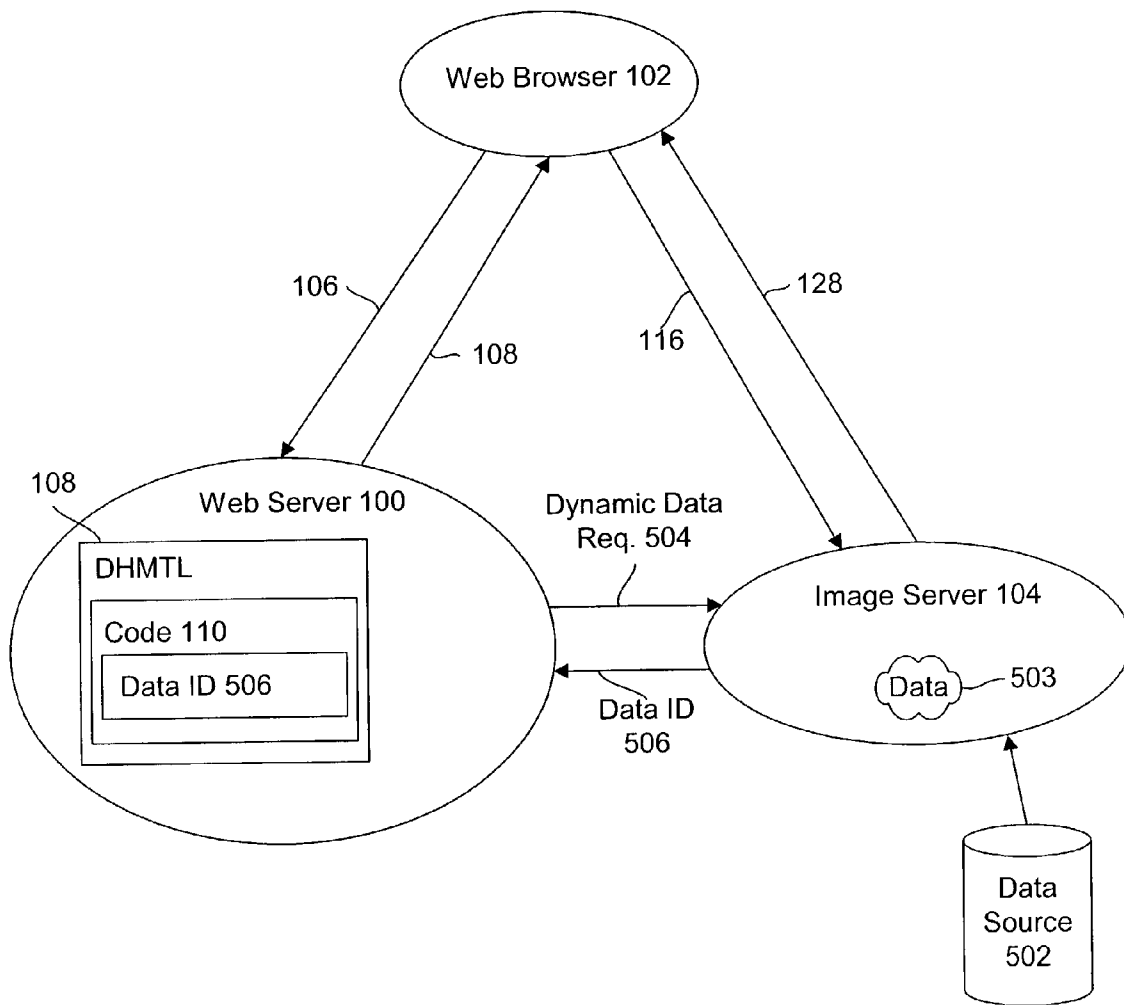 Web Browser 102
106
108
116
128
108
Web Server 100
DHMTL
Code 110
Data ID 506
Dynamic Data
Req. 504
Data ID
506
Image Server 104
Data
503
Data
Source
502